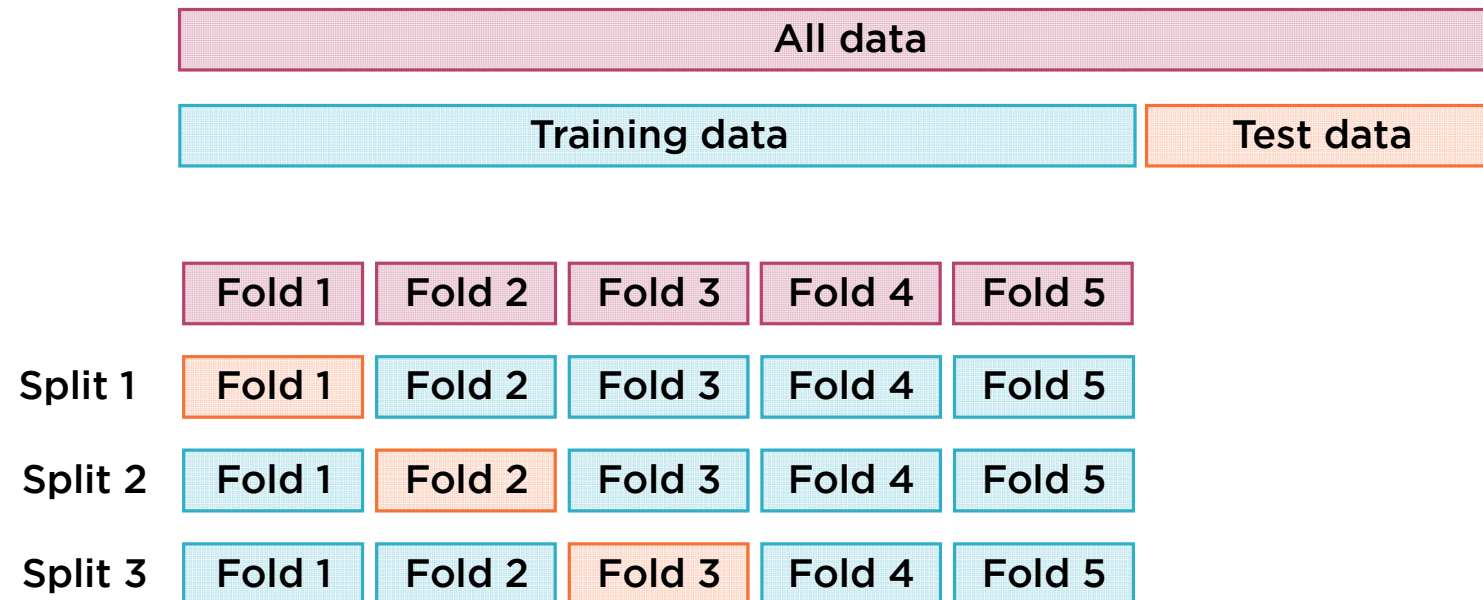 All data
Training data Test data
Fold 1 Fold 2 Fold 3 Fold 4 Fold 5
Split 1 Fold 1 Fold 2 Fold 3 Fold 4 Fold 5
Split 2 Fold 1 Fold 2 Fold 3 Fold 4 Fold 5
Split 3 Fold 1 Fold 2 Fold 3 Fold 4 Fold 5